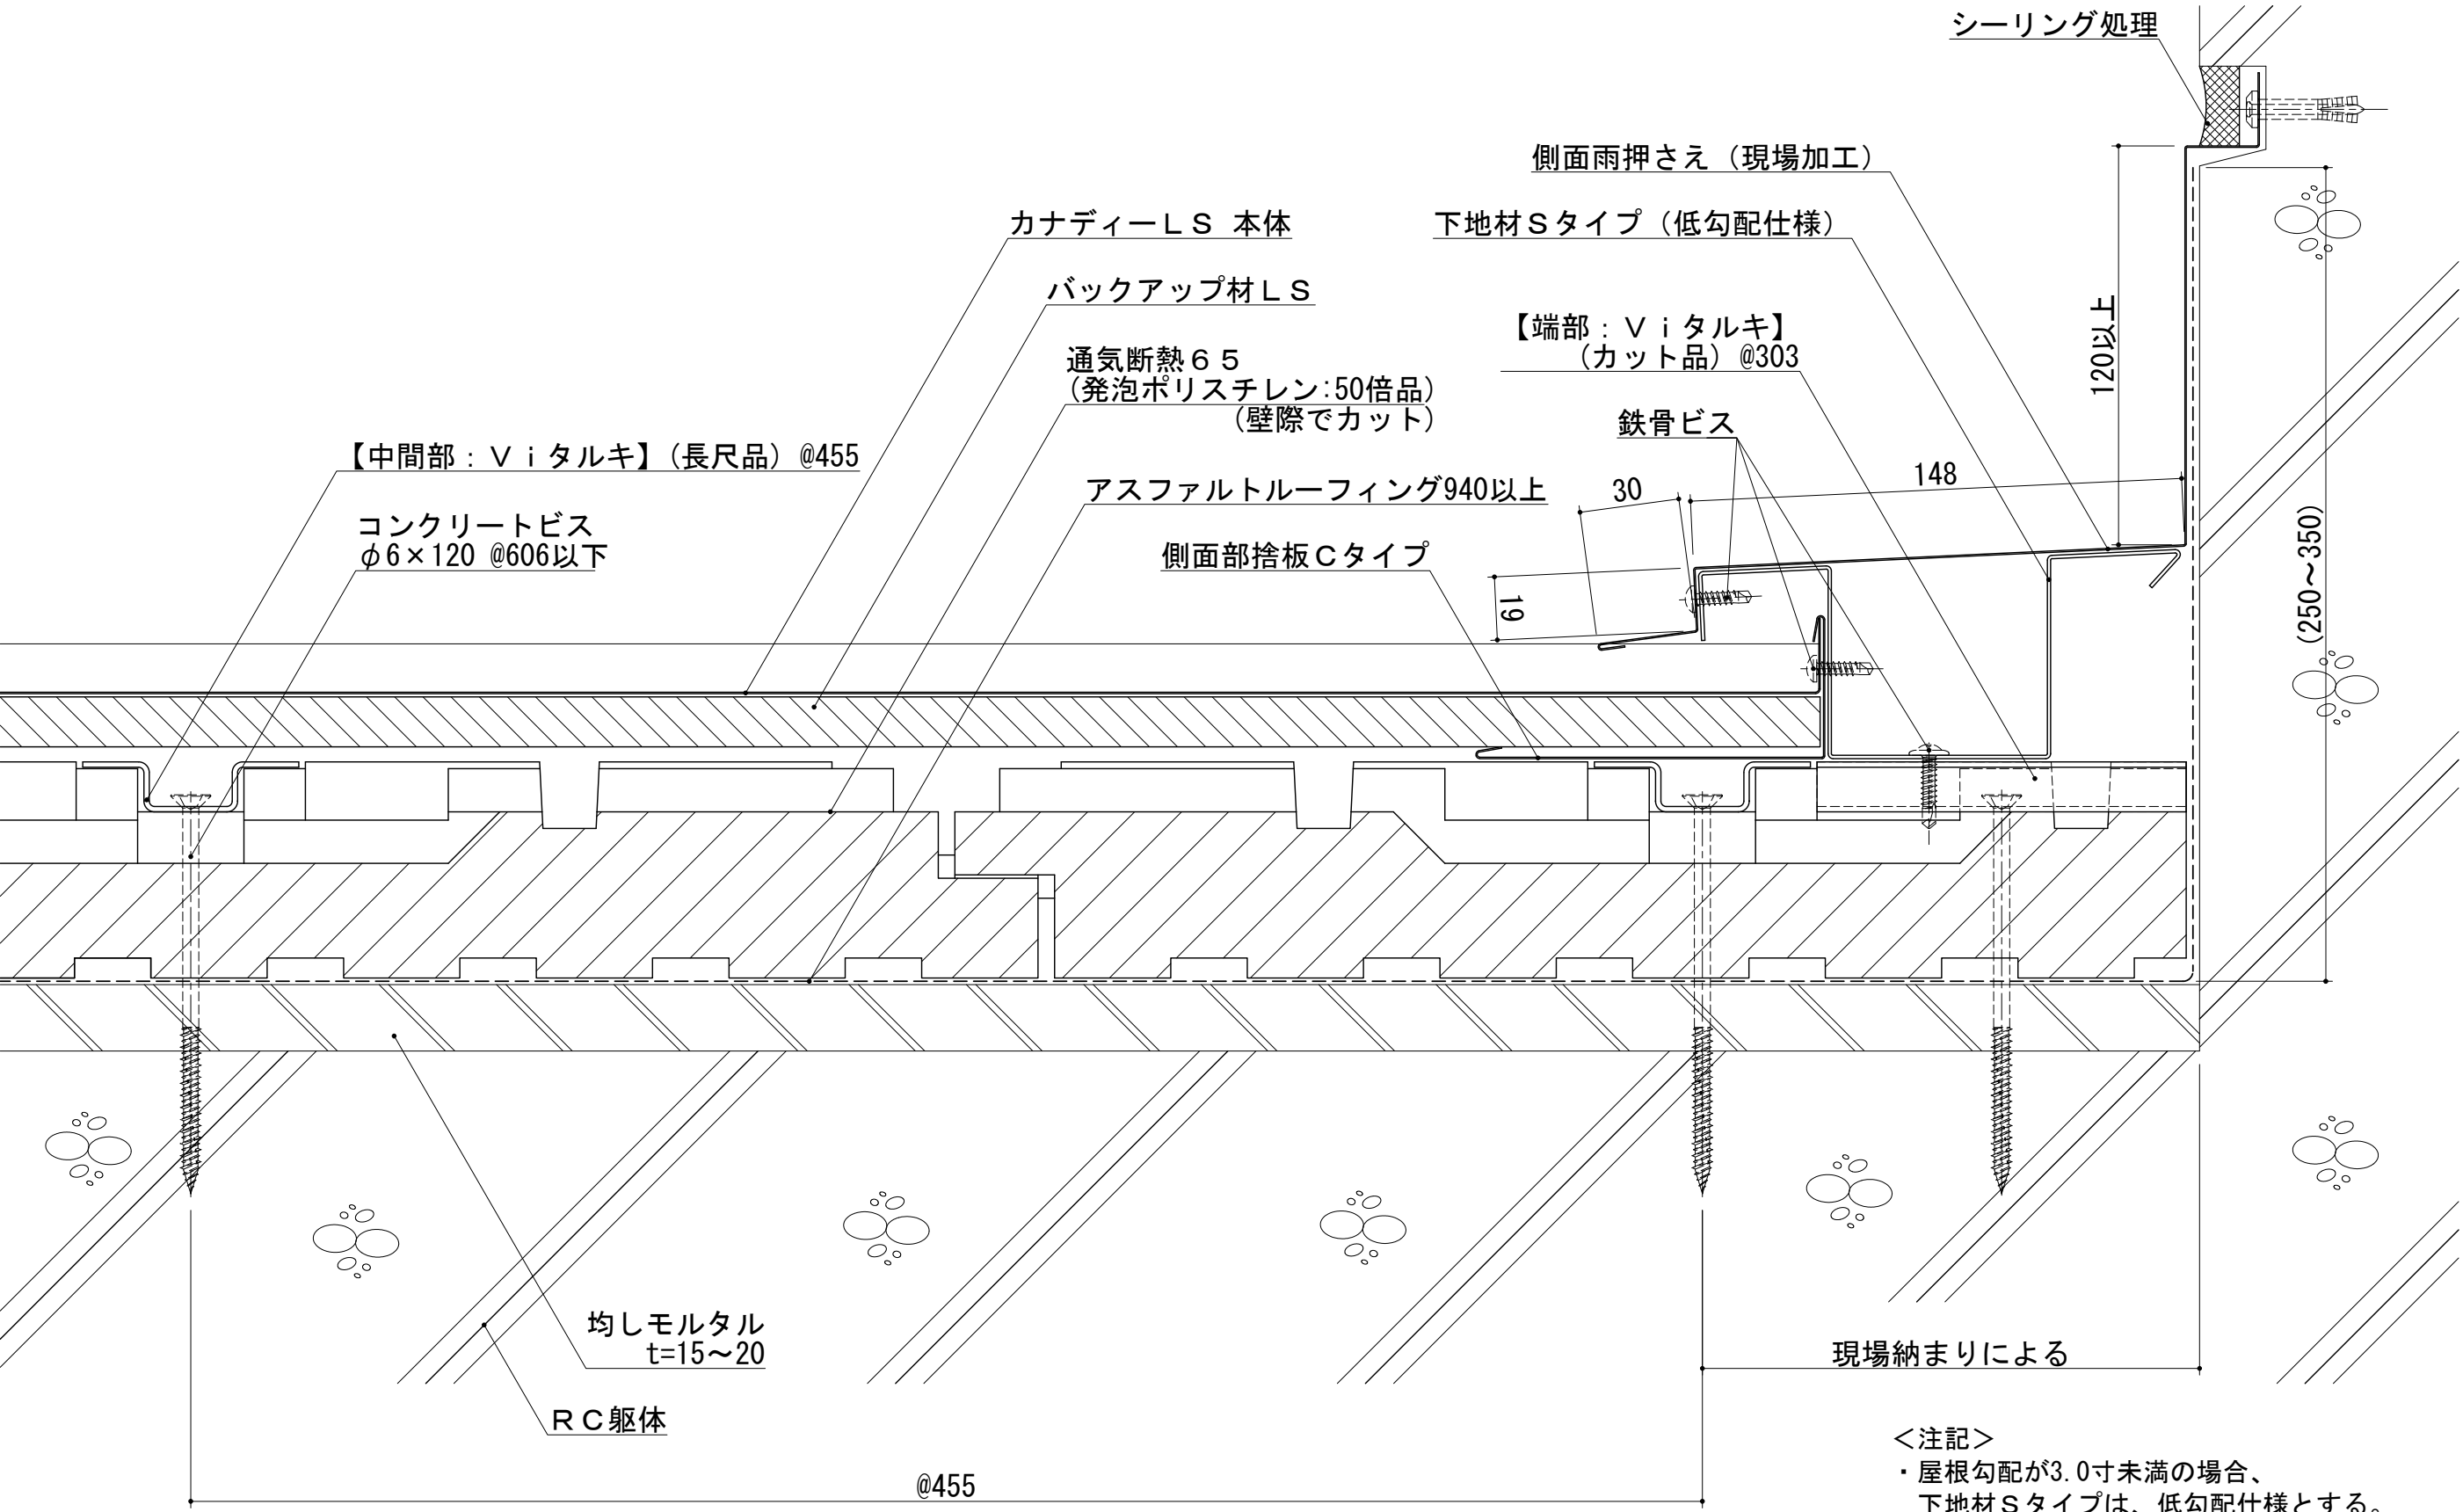 シーリング処理
側面雨押さえ（現場加工）
カナディーＬＳ 本体
下地材Ｓタイプ（低勾配仕様）
バックアップ材ＬＳ
【端部：Ｖｉタルキ】
（カット品）@303
通気断熱６５
（発泡ポリスチレン:50倍品）
（壁際でカット）
120以上
鉄骨ビス
【中間部：Ｖｉタルキ】（長尺品）@455
148
30
アスファルトルーフィング940以上
コンクリートビス
φ6×120 @606以下
側面部捨板Ｃタイプ
19
(250～350)
均しモルタル
t=15～20
現場納まりによる
ＲＣ躯体
@455
＜注記＞
・屋根勾配が3.0寸未満の場合、
下地材Ｓタイプは、低勾配仕様とする。